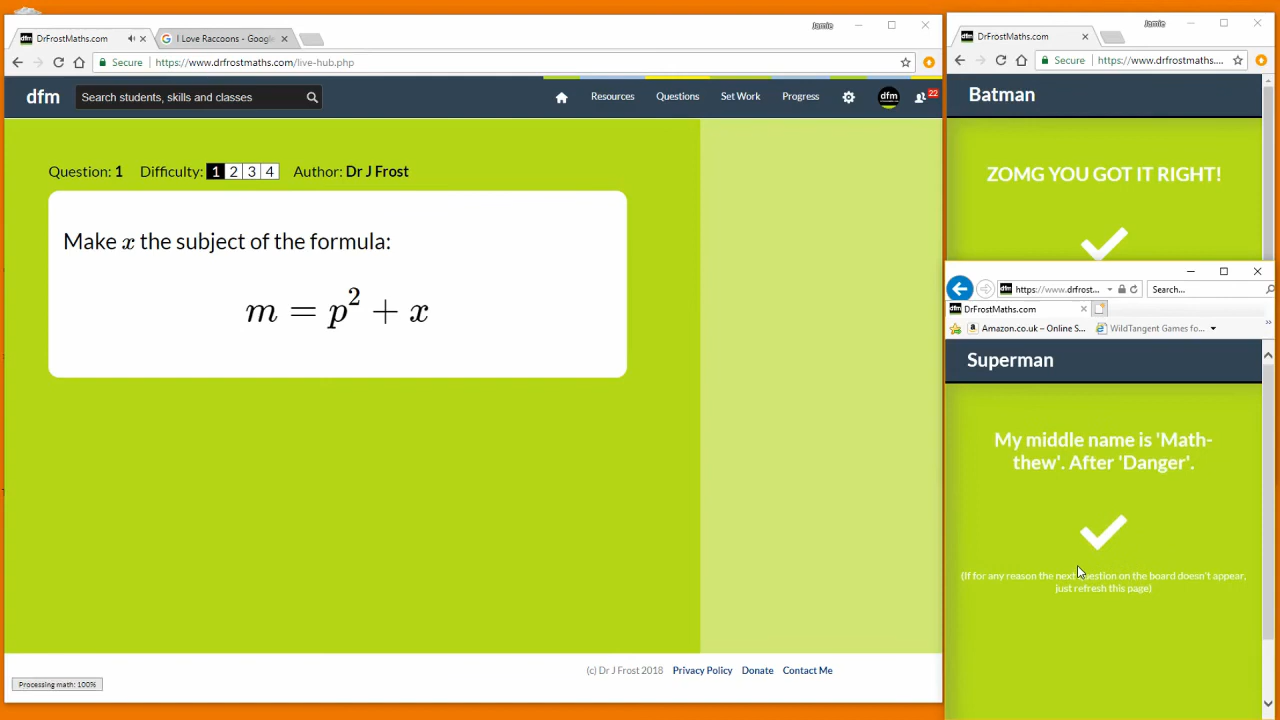 Jamie
DrFrostMaths.com
I Love Raccoons - Googl
Secure https://www.drfrostmaths.com/live-hub.php
dfm Search students, skills and classes Resources Questions Set Work Progress dfm 22
Question: 1 Difficulty: 1 2 3 4 Author: Dr J Frost
Make x the subject of the formula:
m = p² + x
(c) Dr J Frost 2018 Privacy Policy Donate Contact Me
Processing math: 100%
Jamie
DrFrostMaths.com
Secure https://www.drfrostmaths....
Batman
ZOMG YOU GOT IT RIGHT!
https://www.drfrost... Search...
DrFrostMaths.com
Amazon.co.uk – Online S... WildTangent Games fo...
Superman
My middle name is 'Math-
thew'. After 'Danger'.
(If for any reason the next question on the board doesn't appear,
just refresh this page)